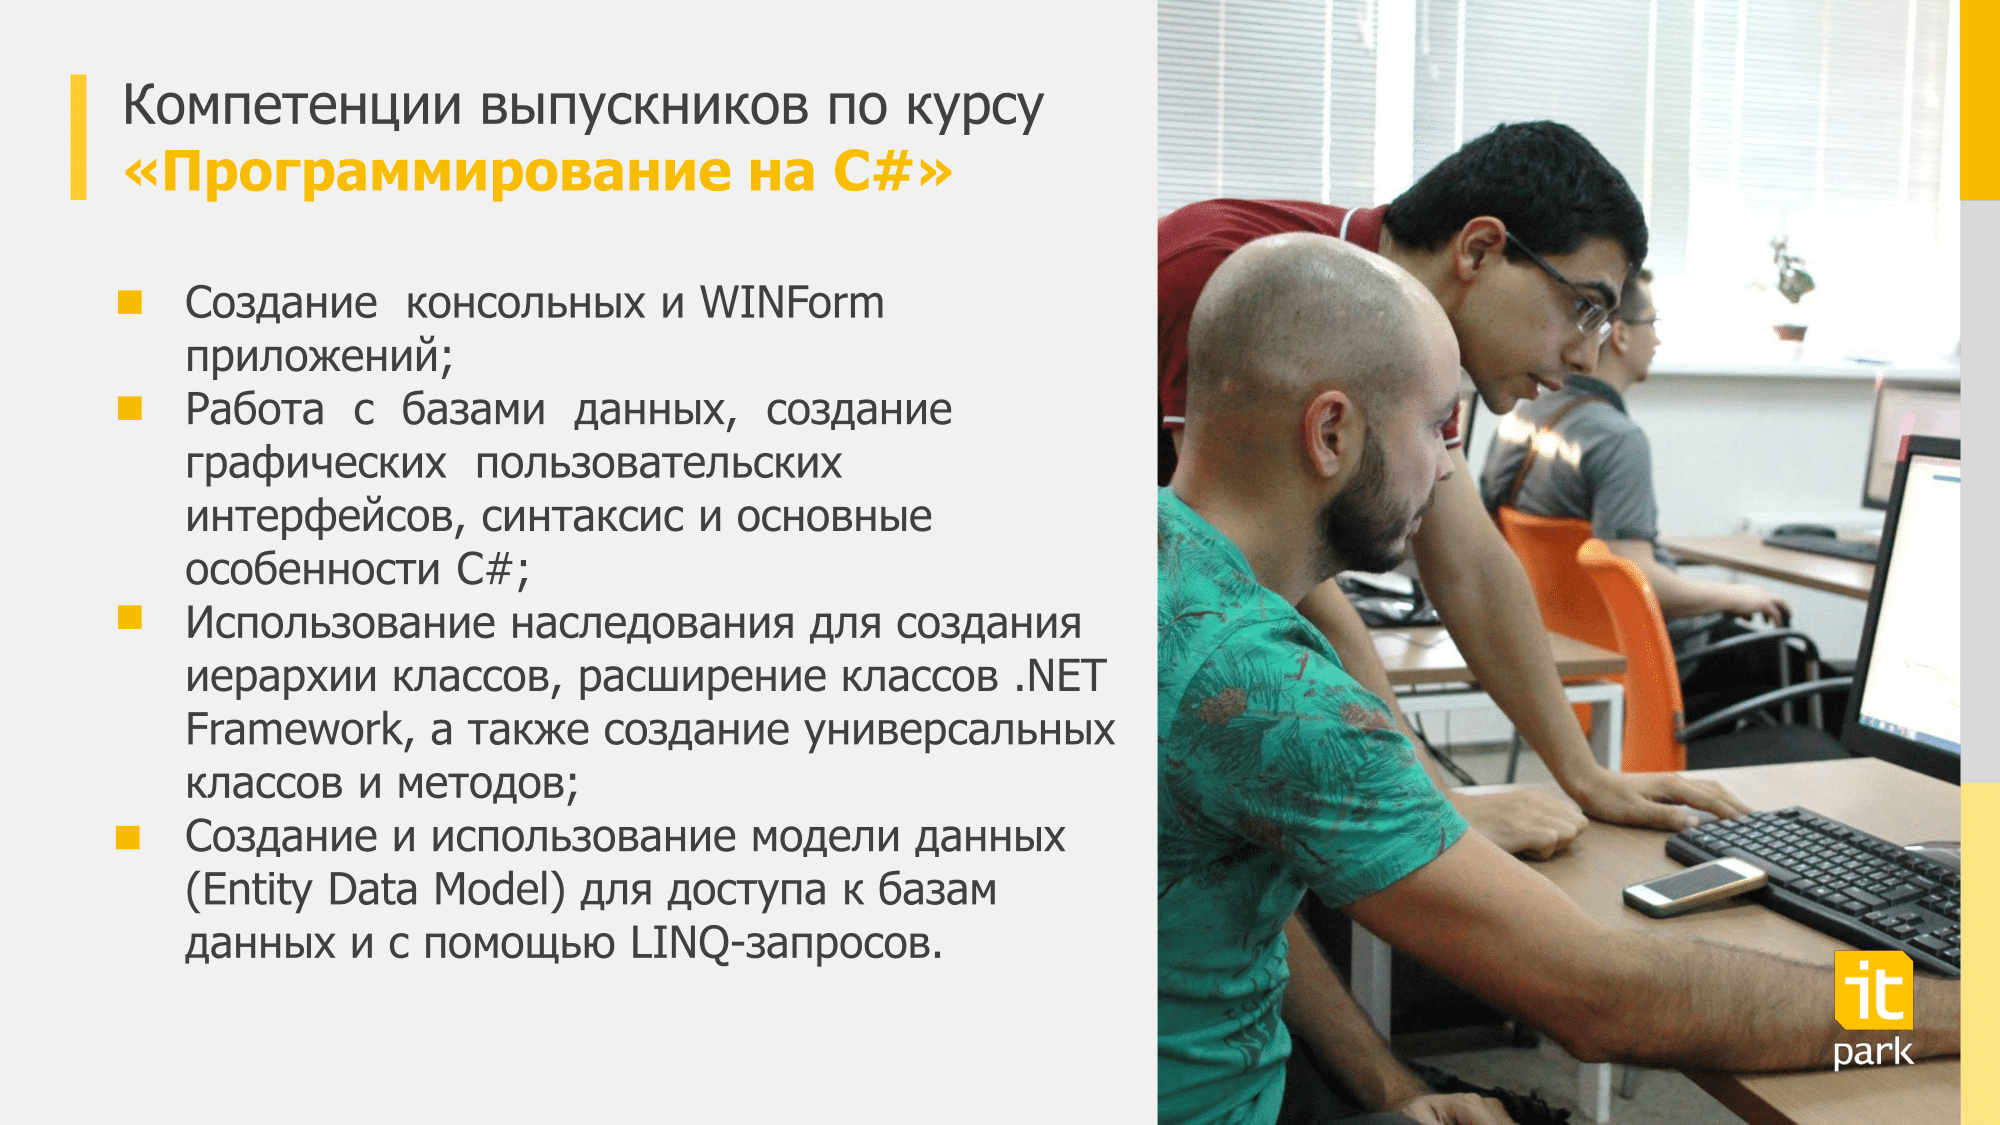 Компетенции выпускников по курсу
«Программирование на C#»
Создание консольных и WINForm
приложений;
Работа с базами данных, создание
графических пользовательских
интерфейсов, синтаксис и основные
особенности C#;
Использование наследования для создания
иерархии классов, расширение классов .NET
Framework, а также создание универсальных
классов и методов;
Создание и использование модели данных
(Entity Data Model) для доступа к базам
данных и с помощью LINQ-запросов.
it
park